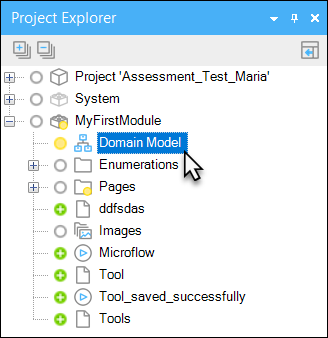 Project Explorer
Project 'Assessment_Test_Maria'
System
MyFirstModule
Domain Model
Enumerations
Pages
ddfsdas
Images
Microflow
Tool
Tool_saved_successfully
Tools